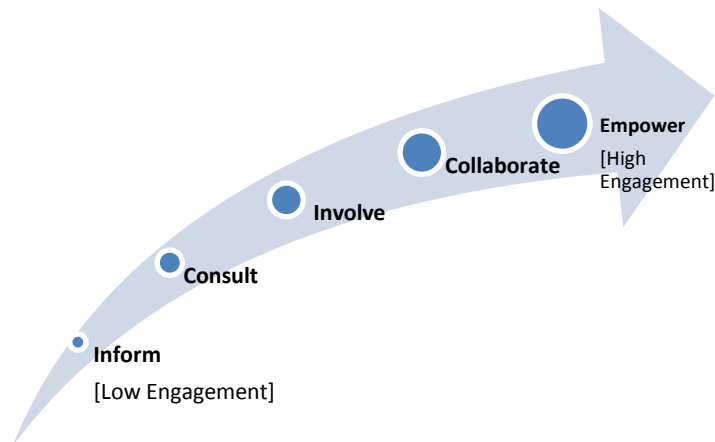 Empower
[High
Engagement]
Collaborate
Involve
Consult
Inform
[Low Engagement]